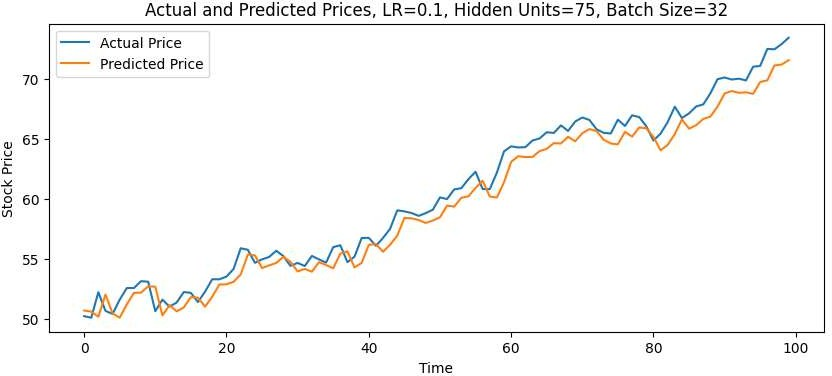 Actual and Predicted Prices, LR=0.1, Hidden Units=75, Batch Size=32
Actual Price
Predicted Price
Stock Price
70
65
60
55
50
0 20 40 60 80 100
Time